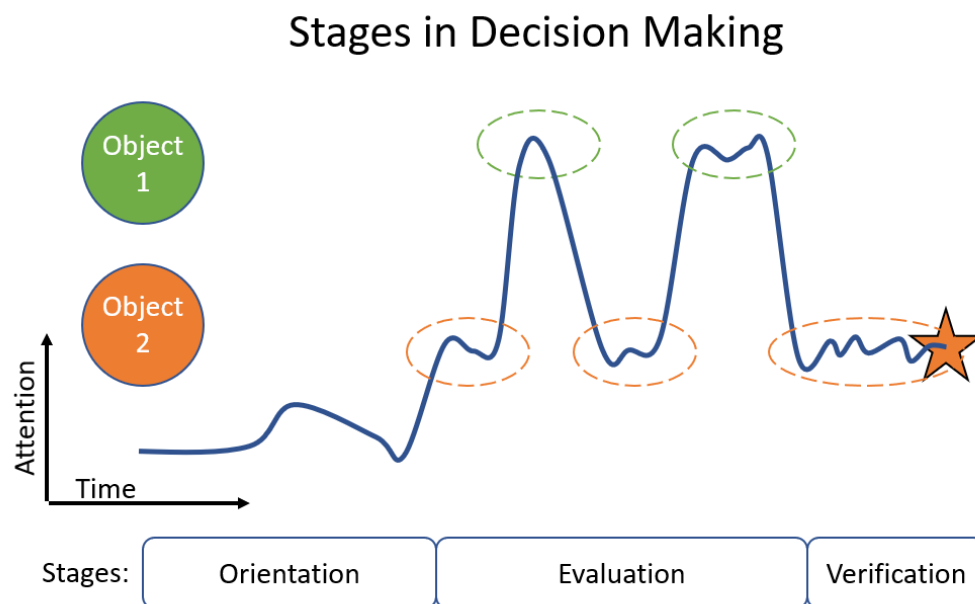 Stages in Decision Making
Object
1
Object
2
Attention
Time
Stages:
Orientation
Evaluation
Verification